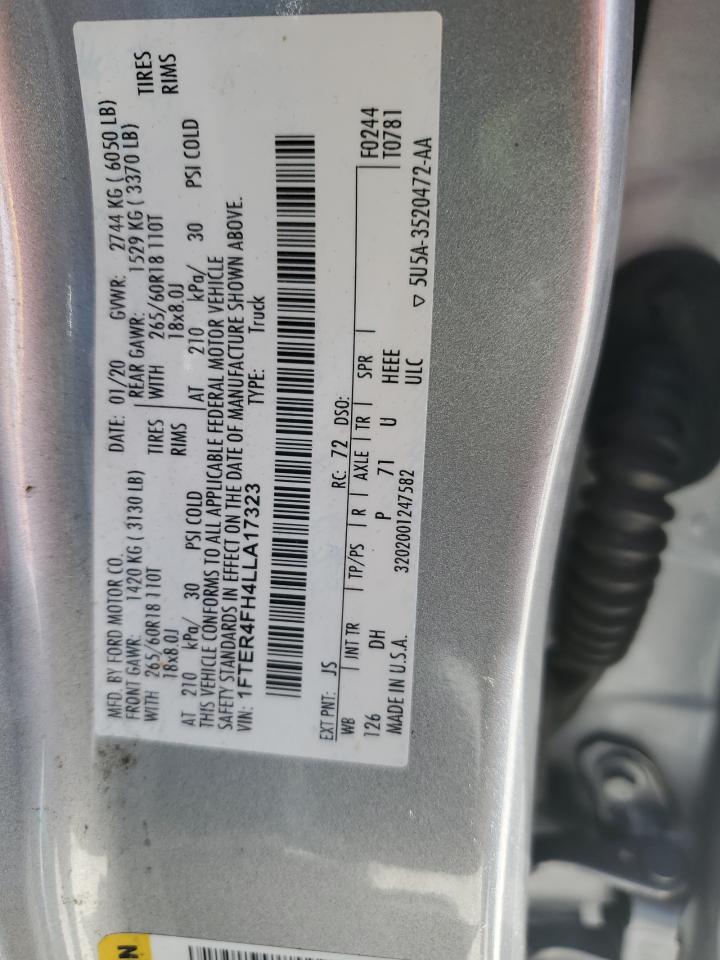 MFD. BY FORD MOTOR CO. DATE: 01/20 GVWR: 2744 KG ( 6050 LB)
FRONT GAWR: 1420 KG ( 3130 LB) REAR GAWR: 1529 KG ( 3370 LB)
WITH 265/60R18 110T TIRES WITH 265/60R18 110T TIRES
18x8.0J RIMS 18x8.0J RIMS
AT 210 kPa/ 30 PSI COLD AT 210 kPa/ 30 PSI COLD
THIS VEHICLE CONFORMS TO ALL APPLICABLE FEDERAL MOTOR VEHICLE
SAFETY STANDARDS IN EFFECT ON THE DATE OF MANUFACTURE SHOWN ABOVE.
VIN: 1FTER4FH4LLA17323 TYPE: Truck
EXT PNT: JS RC: 72 DSO:
WB INT TR TP/PS R AXLE TR SPR F0244
126 DH P 71 U HEEE T0781
MADE IN U.S.A. 3202001247582 ULC
▽ 5U5A-3520472-AA
N